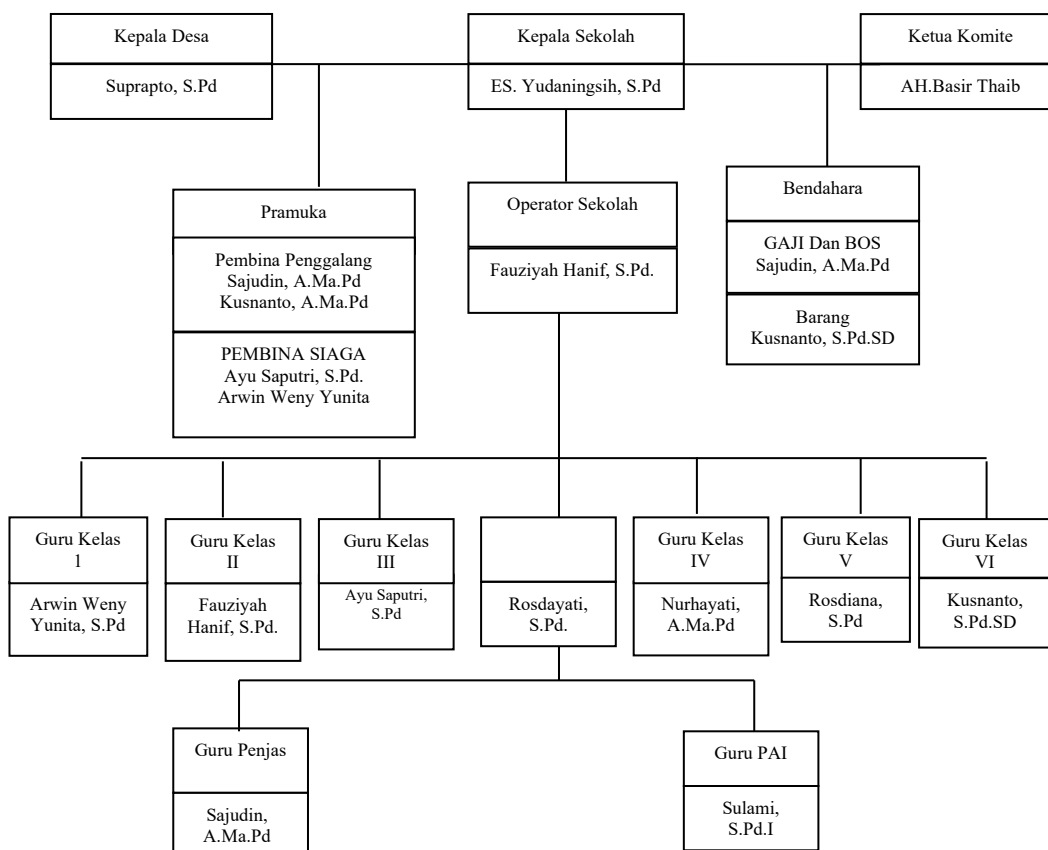 Kepala Desa
Suprapto, S.Pd
Kepala Sekolah
ES. Yudaningsih, S.Pd
Ketua Komite
AH.Basir Thaib
Pramuka
Pembina Penggalang
Sajudin, A.Ma.Pd
Kusnanto, A.Ma.Pd
PEMBINA SIAGA
Ayu Saputri, S.Pd.
Arwin Weny Yunita
Operator Sekolah
Fauziyah Hanif, S.Pd.
Bendahara
GAJI Dan BOS
Sajudin, A.Ma.Pd
Barang
Kusnanto, S.Pd.SD
Guru Kelas
1
Arwin Weny
Yunita, S.Pd
Guru Kelas
II
Fauziyah
Hanif, S.Pd.
Guru Kelas
III
Ayu Saputri,
S.Pd
Rosdayati,
S.Pd.
Guru Kelas
IV
Nurhayati,
A.Ma.Pd
Guru Kelas
V
Rosdiana,
S.Pd
Guru Kelas
VI
Kusnanto,
S.Pd.SD
Guru Penjas
Sajudin,
A.Ma.Pd
Guru PAI
Sulami,
S.Pd.I